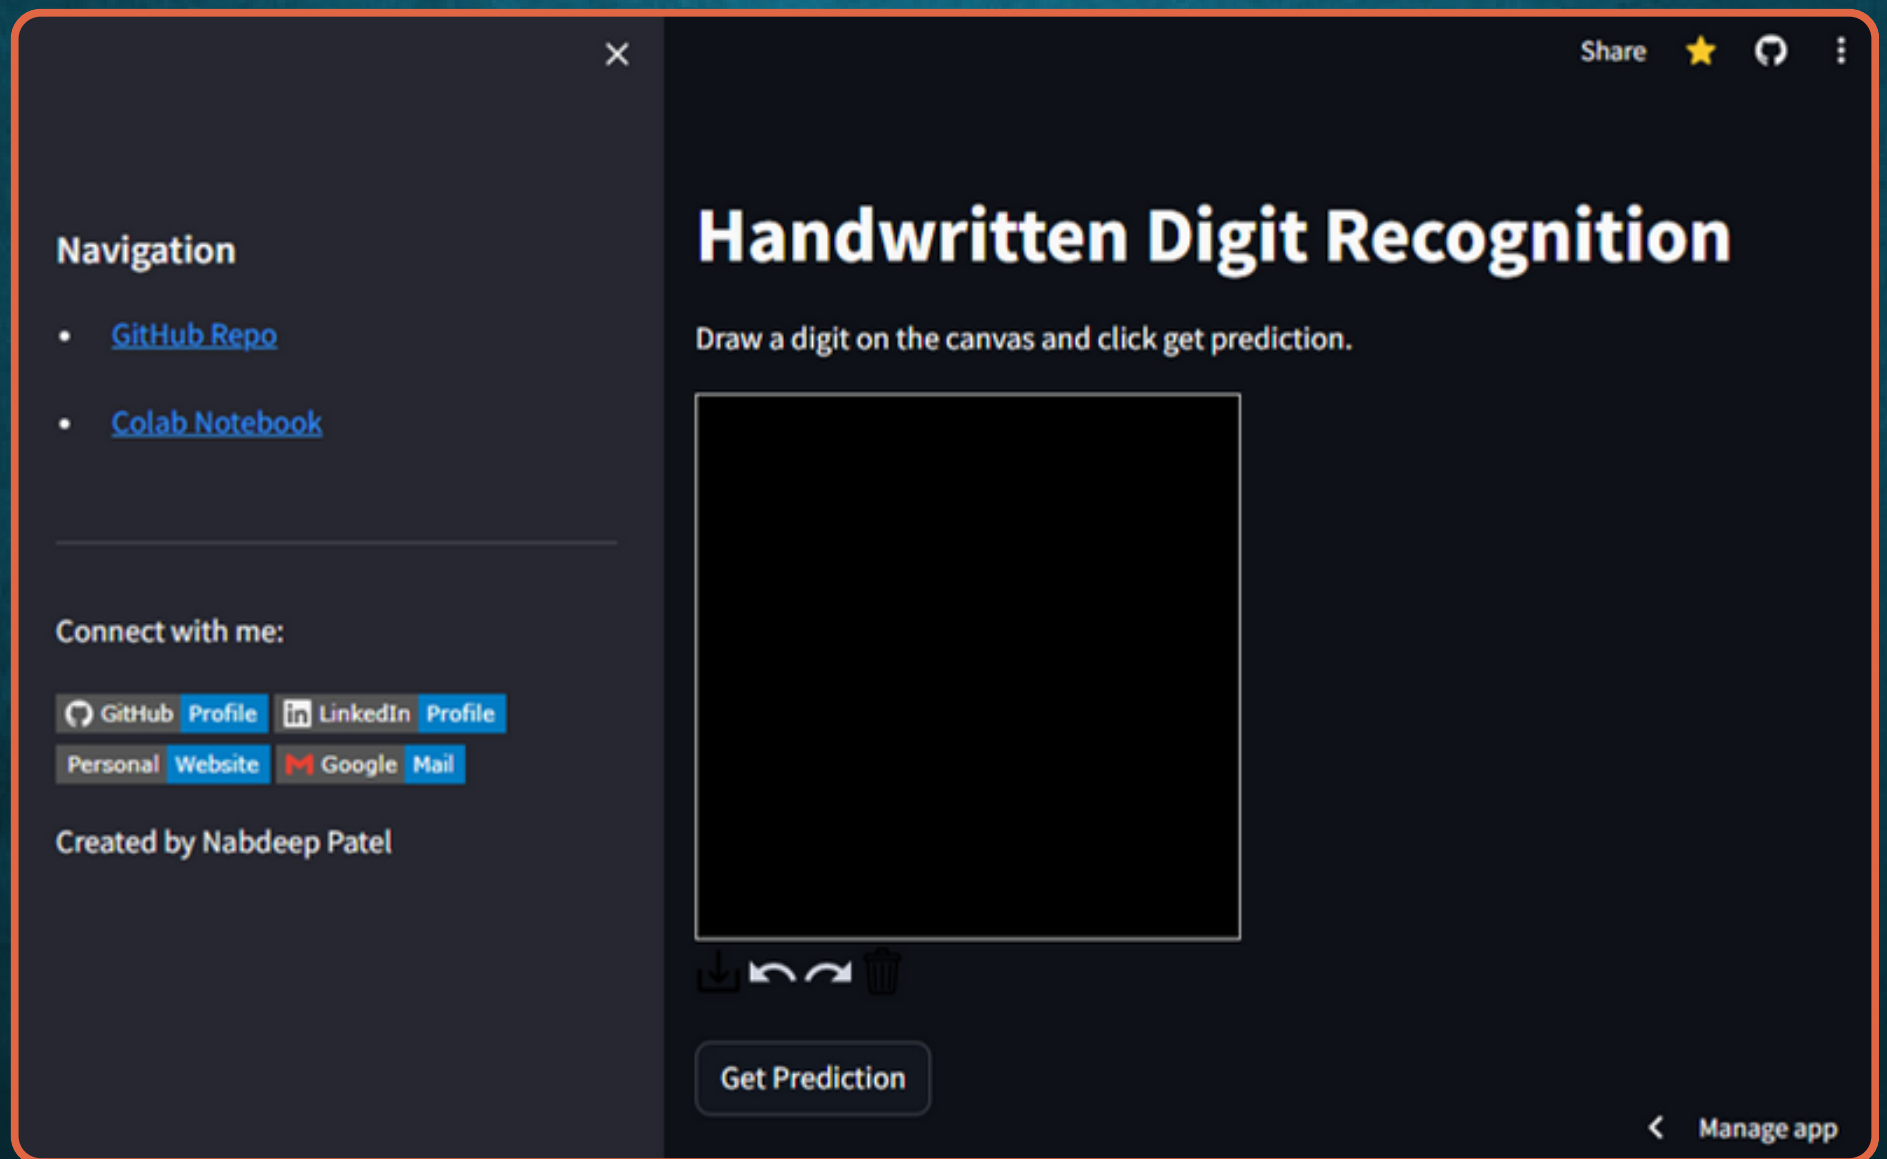 Share
Navigation
GitHub Repo
Colab Notebook
Connect with me:
GitHub Profile LinkedIn Profile
Personal Website Google Mail
Created by Nabdeep Patel
Handwritten Digit Recognition
Draw a digit on the canvas and click get prediction.
Get Prediction
Manage app